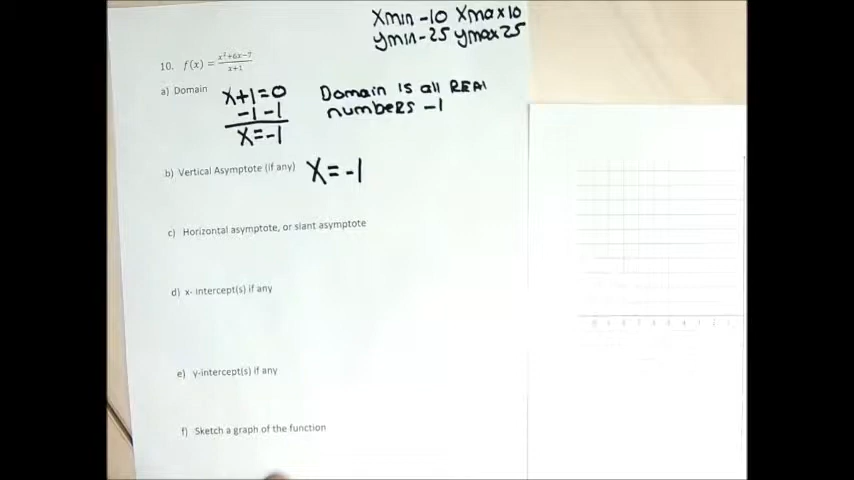 Xmin -10 Xmax 10
ymin -25 ymax 25
10. f(x) = x²+6x-7 / x+1
a) Domain
x+1=0
-1 -1
x=-1
Domain is all REAl
numbers -1
b) Vertical Asymptote (if any) X = -1
c) Horizontal asymptote, or slant asymptote
d) x- intercept(s) if any
e) y-intercept(s) if any
f) Sketch a graph of the function